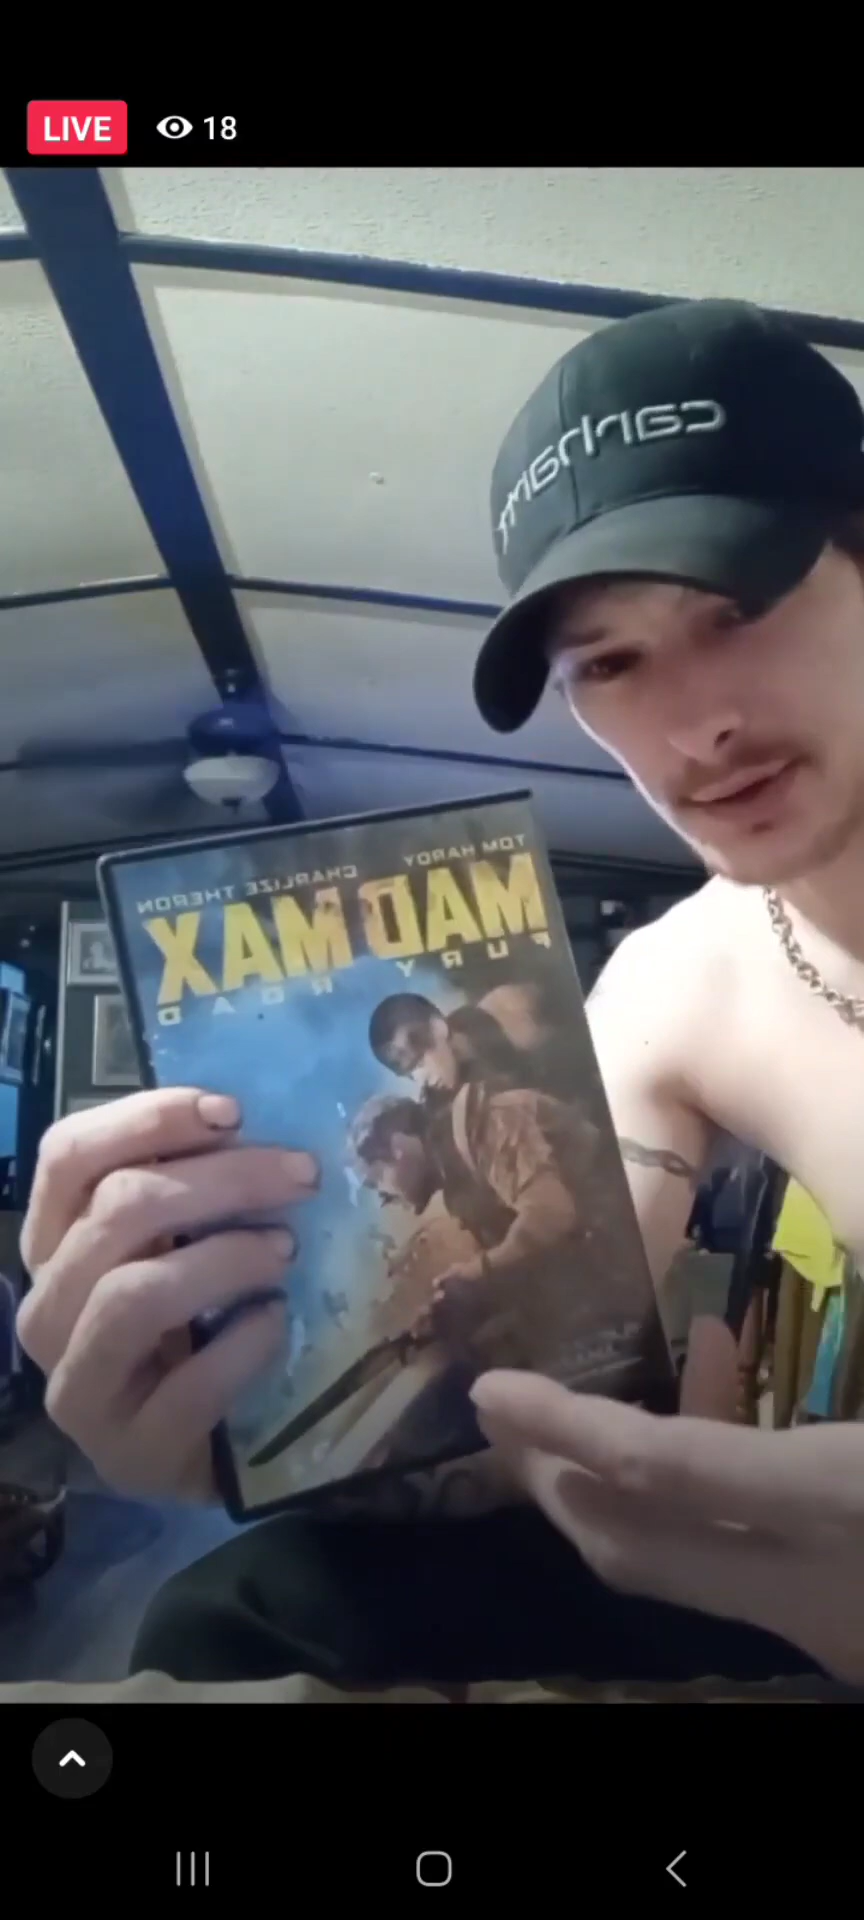 LIVE 18
carhartt
TOM HARDY CHARLIZE THERON
MAD MAX
FURY ROAD